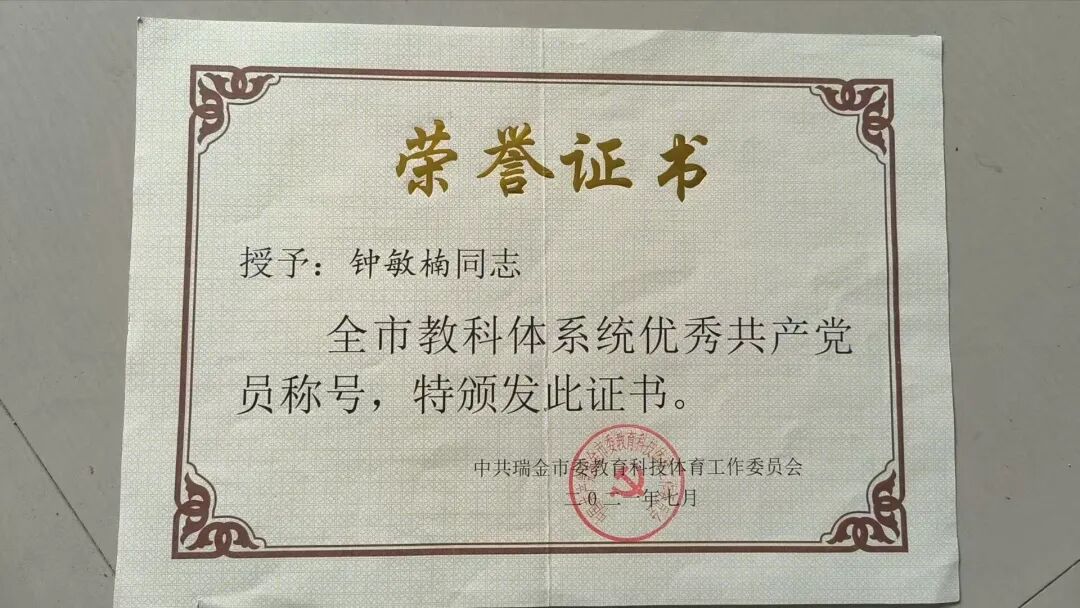 荣誉证书
授予：钟敏楠同志
全市教科体系统优秀共产党
员称号，特颁发此证书。
中共瑞金市委教育科技体育工作委员会
二0二一年七月